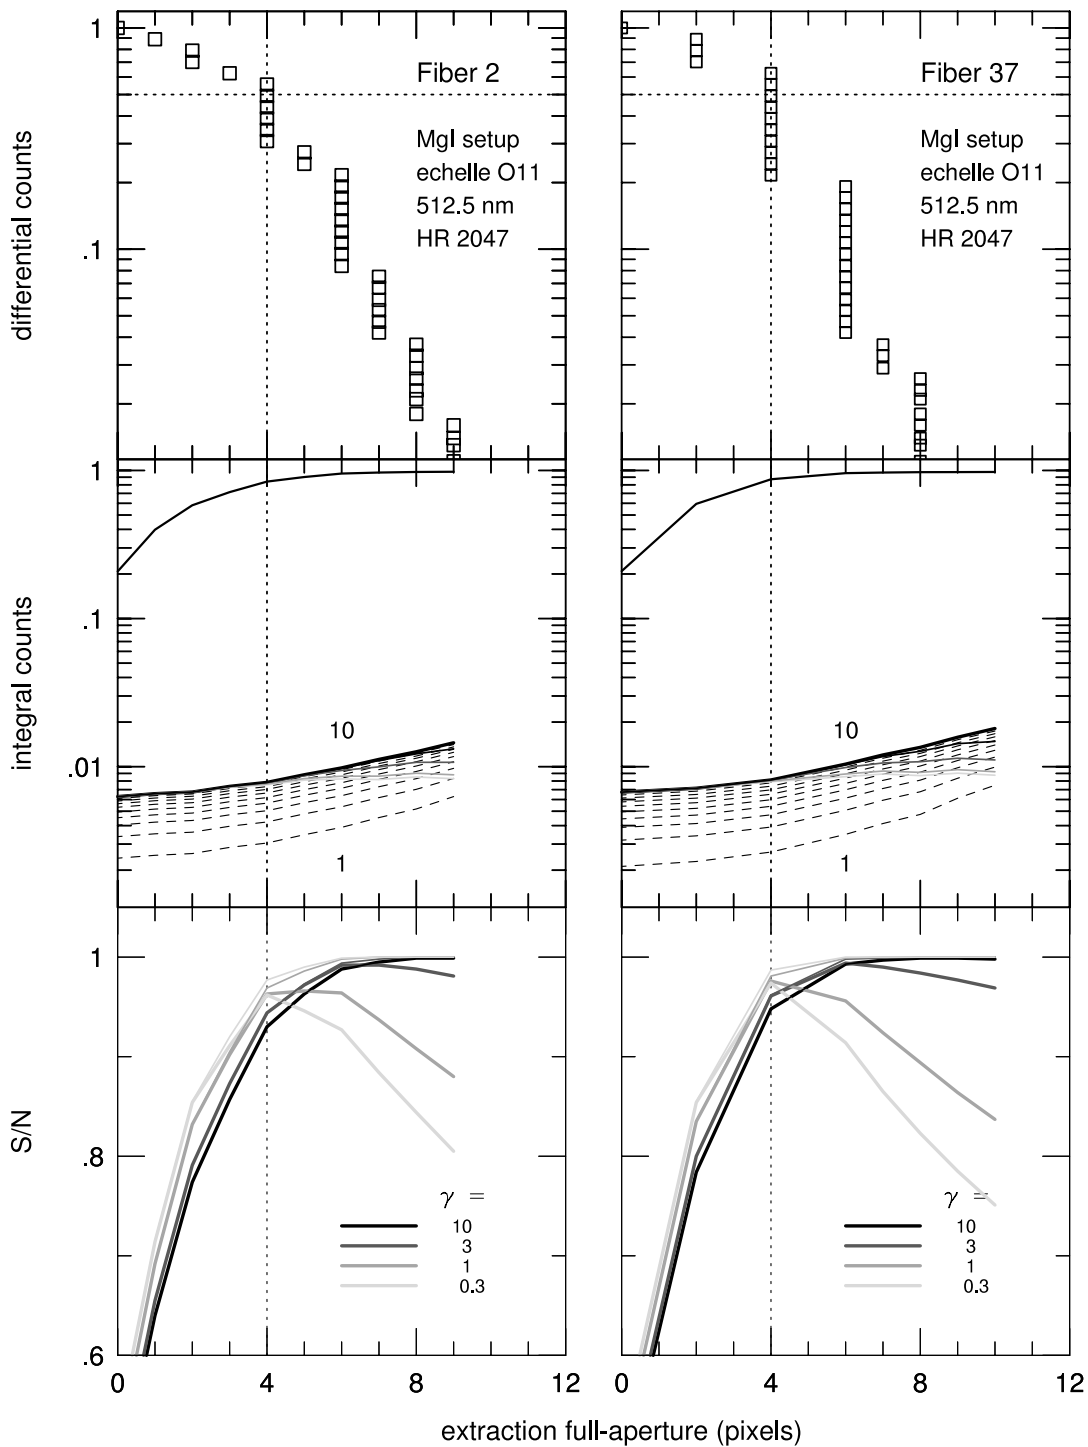 1
Fiber 2
Fiber 37
MgI setup
echelle O11
512.5 nm
HR 2047
MgI setup
echelle O11
512.5 nm
HR 2047
.1
differential counts
1
.1
.01
integral counts
10
1
10
1
1
.8
.6
S/N
γ =
10
3
1
0.3
γ =
10
3
1
0.3
0 4 8 12
0 4 8 12
extraction full-aperture (pixels)